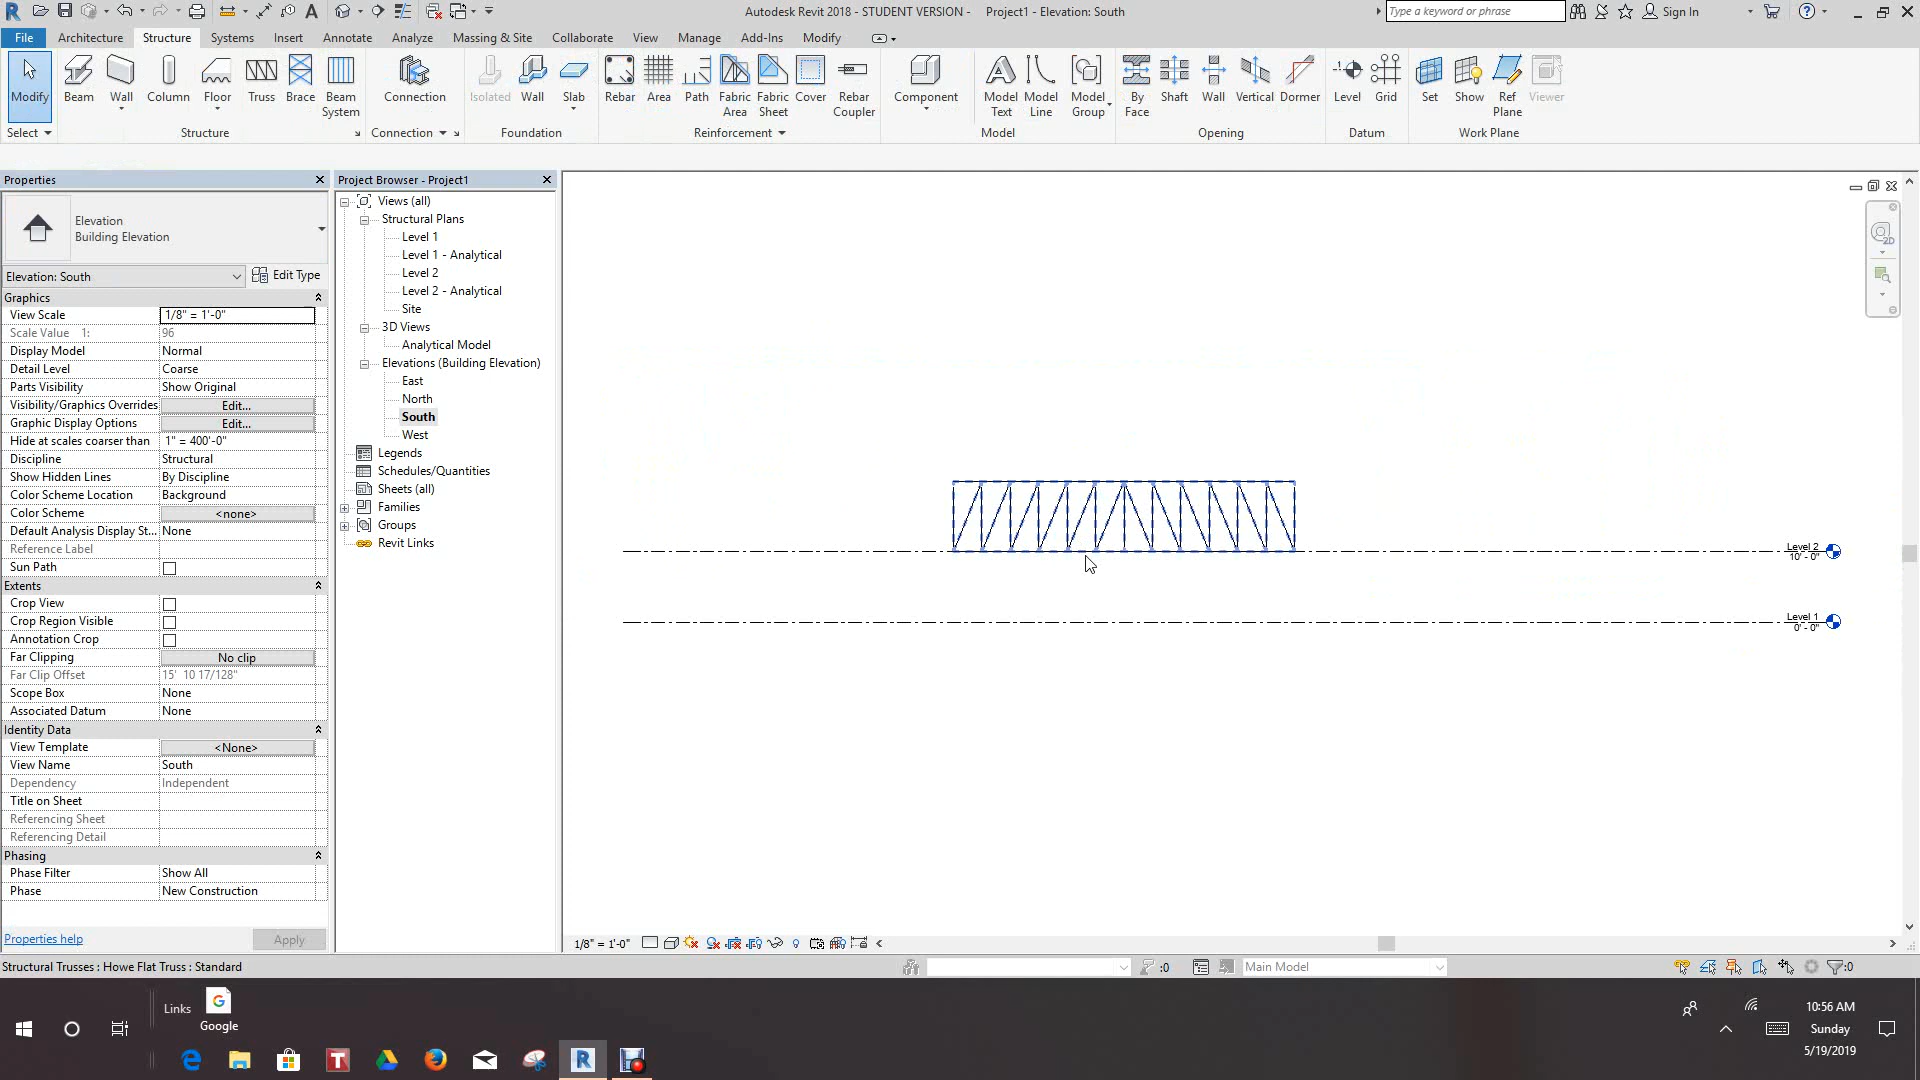 Autodesk Revit 2018 - STUDENT VERSION - Project1 - Elevation: South
Type a keyword or phrase
Sign In
File Architecture Structure Systems Insert Annotate Analyze Massing & Site Collaborate View Manage Add-Ins Modify
Modify Beam Wall Column Floor Truss Brace Beam System Connection Isolated Wall Slab Rebar Area Path Fabric Area Fabric Sheet Cover Rebar Coupler Component Model Text Model Line Model Group By Face Shaft Wall Vertical Dormer Level Grid Set Show Ref Plane Viewer
Select Structure Connection Foundation Reinforcement Model Opening Datum Work Plane
Properties
Elevation
Building Elevation
Elevation: South Edit Type
Graphics
View Scale 1/8" = 1'-0"
Scale Value 1: 96
Display Model Normal
Detail Level Coarse
Parts Visibility Show Original
Visibility/Graphics Overrides Edit...
Graphic Display Options Edit...
Hide at scales coarser than 1" = 400'-0"
Discipline Structural
Show Hidden Lines By Discipline
Color Scheme Location Background
Color Scheme <none>
Default Analysis Display St... None
Reference Label
Sun Path
Extents
Crop View
Crop Region Visible
Annotation Crop
Far Clipping No clip
Far Clip Offset 15' 10 17/128"
Scope Box None
Associated Datum None
Identity Data
View Template <None>
View Name South
Dependency Independent
Title on Sheet
Referencing Sheet
Referencing Detail
Phasing
Phase Filter Show All
Phase New Construction
Properties help Apply
Project Browser - Project1
Views (all)
Structural Plans
Level 1
Level 1 - Analytical
Level 2
Level 2 - Analytical
Site
3D Views
Analytical Model
Elevations (Building Elevation)
East
North
South
West
Legends
Schedules/Quantities
Sheets (all)
Families
Groups
Revit Links
2D
Level 2
10' - 0"
Level 1
0' - 0"
1/8" = 1'-0"
Structural Trusses : Howe Flat Truss : Standard
:0
Main Model
:0
Links
Google
10:56 AM
Sunday
5/19/2019